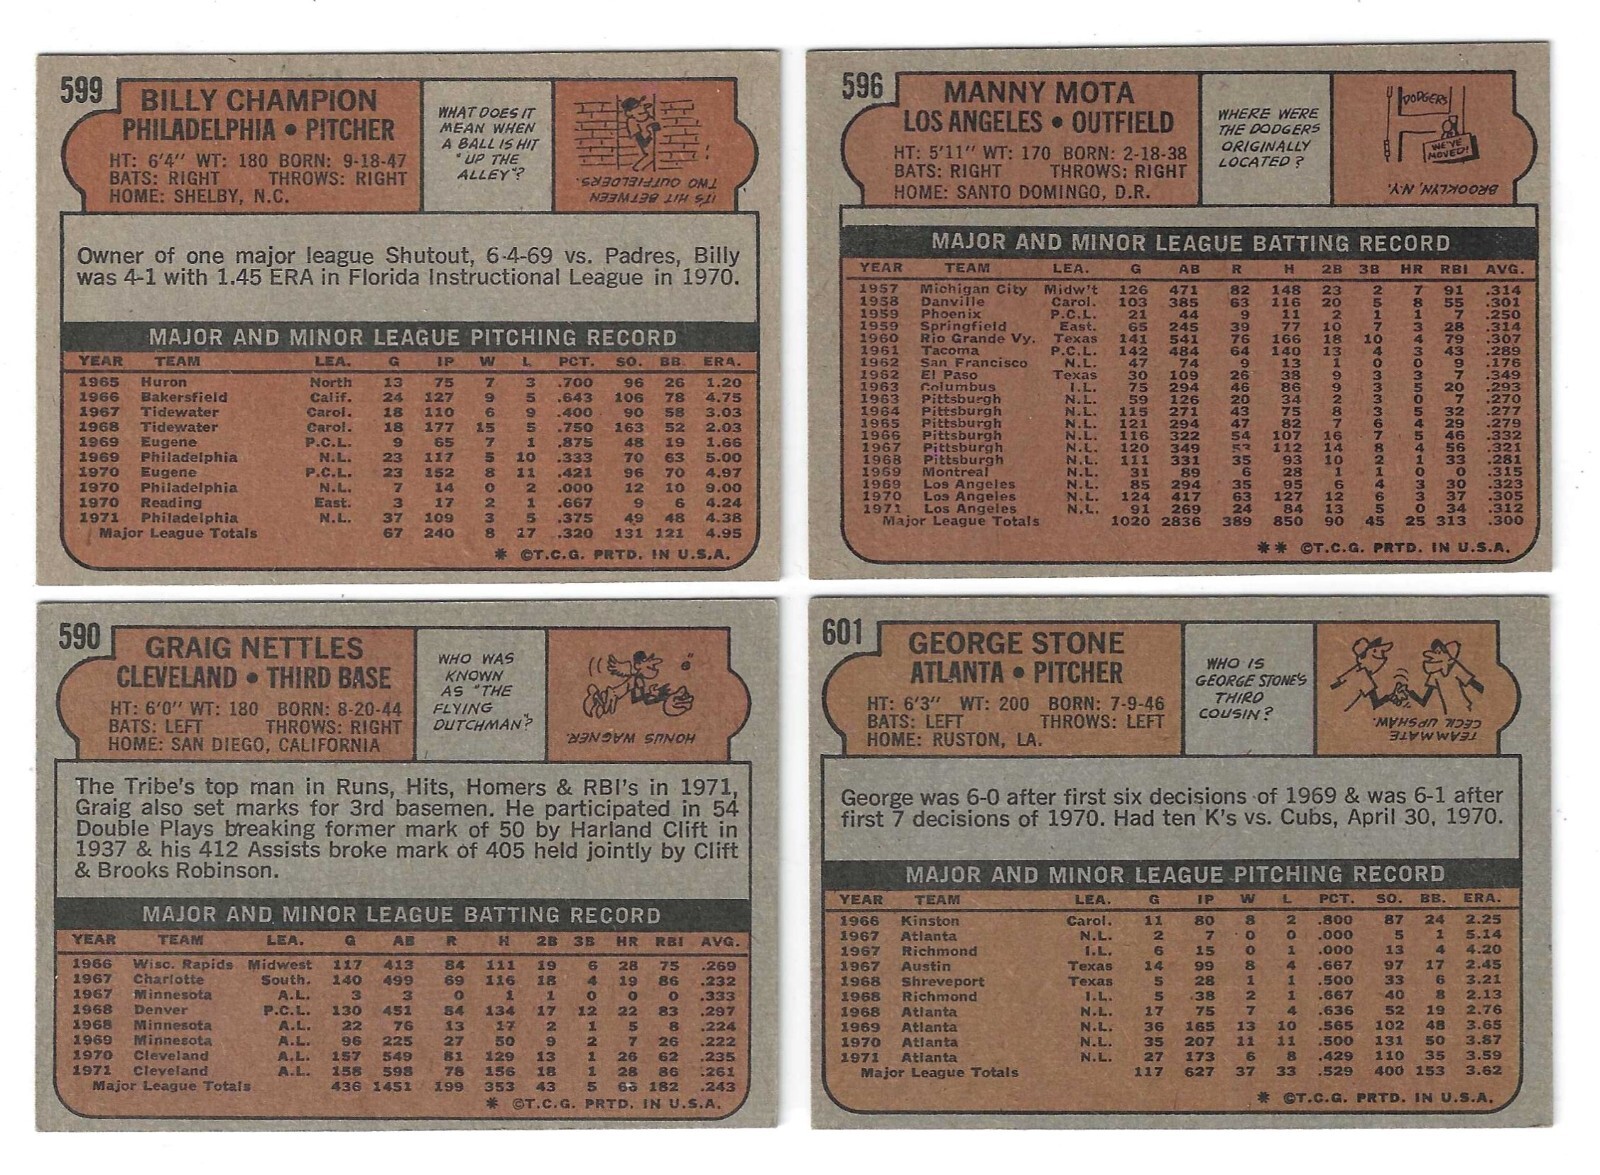 599
BILLY CHAMPION
PHILADELPHIA • PITCHER
HT: 6'4" WT: 180 BORN: 9-18-47
BATS: RIGHT THROWS: RIGHT
HOME: SHELBY, N.C.
WHAT DOES IT
MEAN WHEN
A BALL IS HIT
"UP THE
ALLEY"?
IT'S HIT BETWEEN
TWO OUTFIELDERS.
Owner of one major league Shutout, 6-4-69 vs. Padres, Billy
was 4-1 with 1.45 ERA in Florida Instructional League in 1970.
MAJOR AND MINOR LEAGUE PITCHING RECORD
YEAR TEAM LEA. G IP W L PCT. SO. BB. ERA.
1965 Huron North 13 75 7 3 .700 96 26 1.20
1966 Bakersfield Calif. 24 127 9 5 .643 106 78 4.75
1967 Tidewater Carol. 18 110 6 9 .400 90 58 3.03
1968 Tidewater Carol. 18 177 15 5 .750 163 52 2.03
1969 Eugene P.C.L. 9 65 7 1 .875 48 19 1.66
1969 Philadelphia N.L. 23 117 5 10 .333 70 63 5.00
1970 Eugene P.C.L. 23 152 8 11 .421 96 70 4.97
1970 Philadelphia N.L. 7 14 0 2 .000 12 10 9.00
1970 Reading East. 3 17 2 1 .667 9 6 4.24
1971 Philadelphia N.L. 37 109 3 5 .375 49 48 4.38
Major League Totals 67 240 8 17 .320 131 121 4.95
* ©T.C.G. PRTD. IN U.S.A.
596
MANNY MOTA
LOS ANGELES • OUTFIELD
HT: 5'11" WT: 170 BORN: 2-18-38
BATS: RIGHT THROWS: RIGHT
HOME: SANTO DOMINGO, D.R.
WHERE WERE
THE DODGERS
ORIGINALLY
LOCATED?
DODGERS
WE'VE
MOVED!
BROOKLYN, N.Y.
MAJOR AND MINOR LEAGUE BATTING RECORD
YEAR TEAM LEA. G AB R H 2B 3B HR RBI AVG.
1957 Michigan City Midw't 126 471 82 148 23 2 7 91 .314
1958 Danville Carol. 103 385 63 116 20 5 8 55 .301
1959 Phoenix P.C.L. 21 44 9 11 2 1 1 7 .250
1959 Springfield East. 65 245 39 77 10 7 3 28 .314
1960 Rio Grande Vy. Texas 141 541 76 166 18 10 4 79 .307
1961 Tacoma P.C.L. 142 484 64 140 13 4 3 43 .289
1962 San Francisco N.L. 47 74 9 13 1 0 0 9 .176
1962 El Paso Texas 30 109 26 38 9 3 3 7 .349
1963 Columbus I.L. 75 294 46 86 9 3 5 20 .293
1963 Pittsburgh N.L. 59 126 20 34 2 3 0 7 .270
1964 Pittsburgh N.L. 115 271 43 75 8 3 5 32 .277
1965 Pittsburgh N.L. 121 294 47 82 7 6 4 29 .279
1966 Pittsburgh N.L. 116 322 54 107 16 7 5 46 .332
1967 Pittsburgh N.L. 120 349 53 112 14 8 4 56 .321
1968 Pittsburgh N.L. 111 331 35 93 10 2 1 33 .281
1969 Montreal N.L. 31 89 6 28 1 1 0 0 .315
1969 Los Angeles N.L. 85 294 35 95 6 4 3 30 .323
1970 Los Angeles N.L. 124 417 63 127 12 6 3 37 .305
1971 Los Angeles N.L. 91 269 24 84 13 5 0 34 .312
Major League Totals 1020 2836 389 850 90 45 25 313 .300
** ©T.C.G. PRTD. IN U.S.A.
590
GRAIG NETTLES
CLEVELAND • THIRD BASE
HT: 6'0" WT: 180 BORN: 8-20-44
BATS: LEFT THROWS: RIGHT
HOME: SAN DIEGO, CALIFORNIA
WHO WAS
KNOWN
AS "THE
FLYING
DUTCHMAN"?
HONUS WAGNER.
The Tribe's top man in Runs, Hits, Homers & RBI's in 1971,
Graig also set marks for 3rd basemen. He participated in 54
Double Plays breaking former mark of 50 by Harland Clift in
1937 & his 412 Assists broke mark of 405 held jointly by Clift
& Brooks Robinson.
MAJOR AND MINOR LEAGUE BATTING RECORD
YEAR TEAM LEA. G AB R H 2B 3B HR RBI AVG.
1966 Wisc. Rapids Midwest 117 413 84 111 19 6 28 75 .269
1967 Charlotte South. 140 499 69 116 18 4 19 86 .232
1967 Minnesota A.L. 3 3 0 1 1 0 0 0 .333
1968 Denver P.C.L. 130 451 84 134 17 12 22 83 .297
1968 Minnesota A.L. 22 76 13 17 2 1 5 8 .224
1969 Minnesota A.L. 96 225 27 50 9 2 7 26 .222
1970 Cleveland A.L. 157 549 81 129 13 1 26 62 .235
1971 Cleveland A.L. 158 598 78 156 18 1 28 86 .261
Major League Totals 436 1451 199 353 43 5 66 182 .243
* ©T.C.G. PRTD. IN U.S.A.
601
GEORGE STONE
ATLANTA • PITCHER
HT: 6'3" WT: 200 BORN: 7-9-46
BATS: LEFT THROWS: LEFT
HOME: RUSTON, LA.
WHO IS
GEORGE STONE'S
THIRD
COUSIN?
TEAMMATE
CECIL UPSHAW.
George was 6-0 after first six decisions of 1969 & was 6-1 after
first 7 decisions of 1970. Had ten K's vs. Cubs, April 30, 1970.
MAJOR AND MINOR LEAGUE PITCHING RECORD
YEAR TEAM LEA. G IP W L PCT. SO. BB. ERA.
1966 Kinston Carol. 11 80 8 2 .800 87 24 2.25
1967 Atlanta N.L. 2 7 0 0 .000 5 1 5.14
1967 Richmond I.L. 6 15 0 1 .000 13 4 4.20
1967 Austin Texas 14 99 8 4 .667 97 17 2.45
1968 Shreveport Texas 5 28 1 1 .500 33 6 3.21
1968 Richmond I.L. 5 38 2 1 .667 40 8 2.13
1968 Atlanta N.L. 17 75 7 4 .636 52 19 2.76
1969 Atlanta N.L. 36 165 13 10 .565 102 48 3.65
1970 Atlanta N.L. 35 207 11 11 .500 131 50 3.87
1971 Atlanta N.L. 27 173 6 8 .429 110 35 3.59
Major League Totals 117 627 37 33 .529 400 153 3.62
* ©T.C.G. PRTD. IN U.S.A.